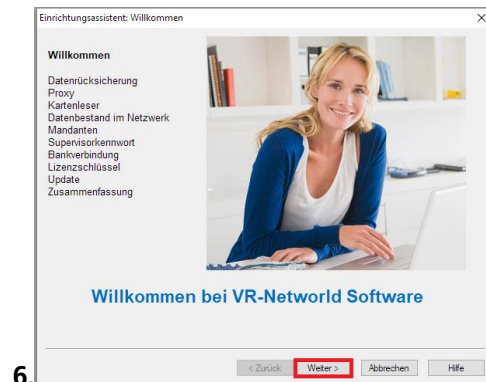 Einrichtungsassistent: Willkommen
Willkommen
Datenrücksicherung
Proxy
Kartenleser
Datenbestand im Netzwerk
Mandanten
Supervisorkennwort
Bankverbindung
Lizenzschlüssel
Update
Zusammenfassung
Willkommen bei VR-Networld Software
6. < Zurück Weiter > Abbrechen Hilfe